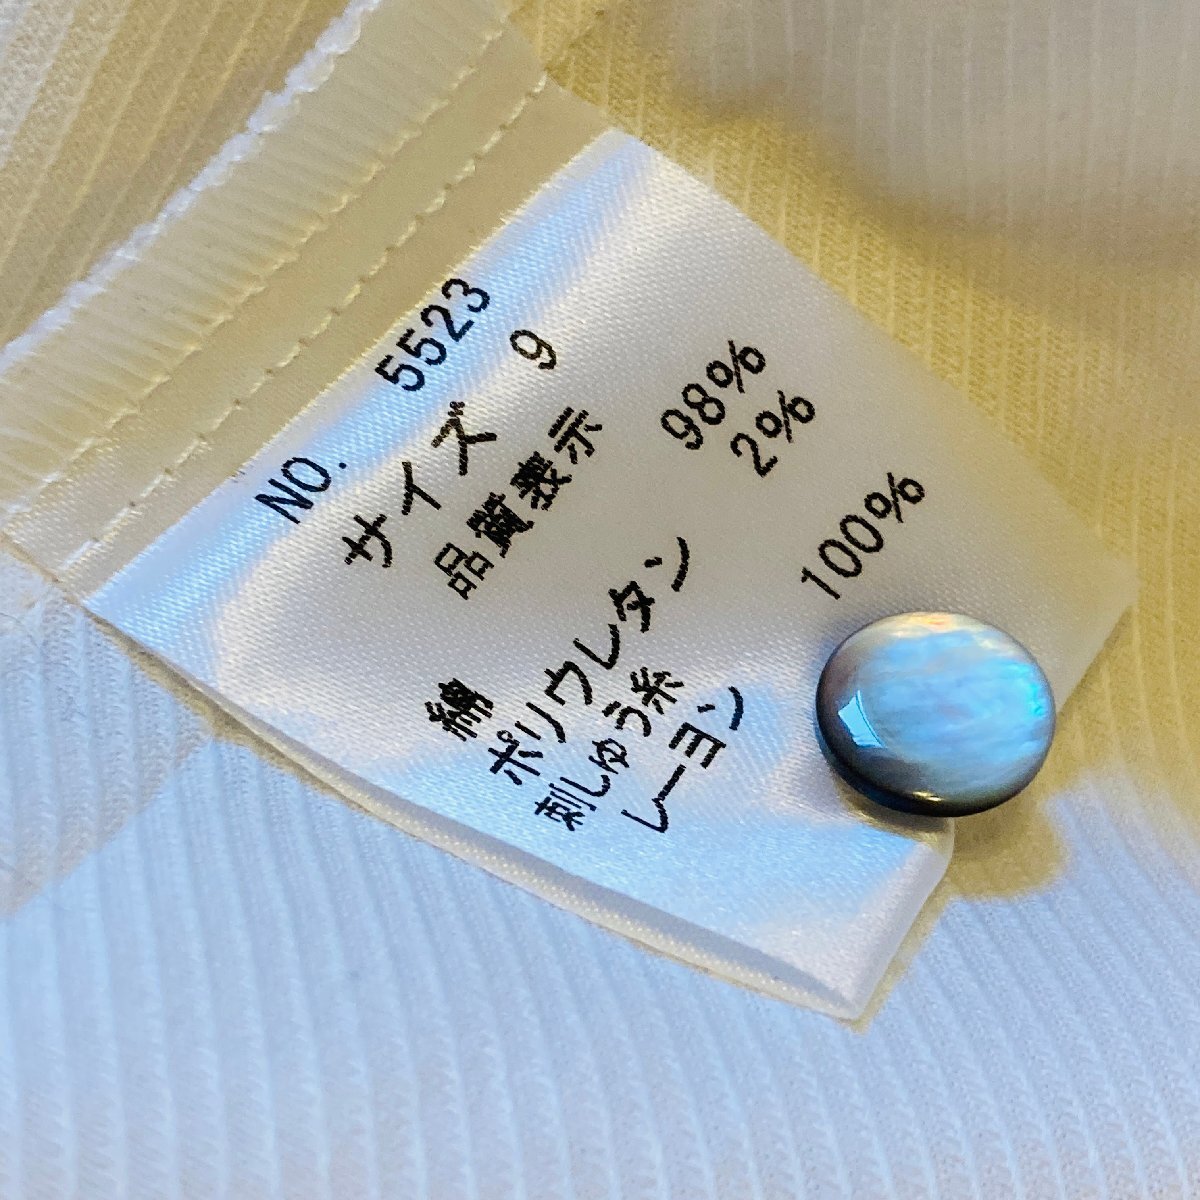 NO. 5523
サイズ 9
品質表示
綿 98%
ポリウレタン 2%
刺しゅう糸
レーヨン 100%